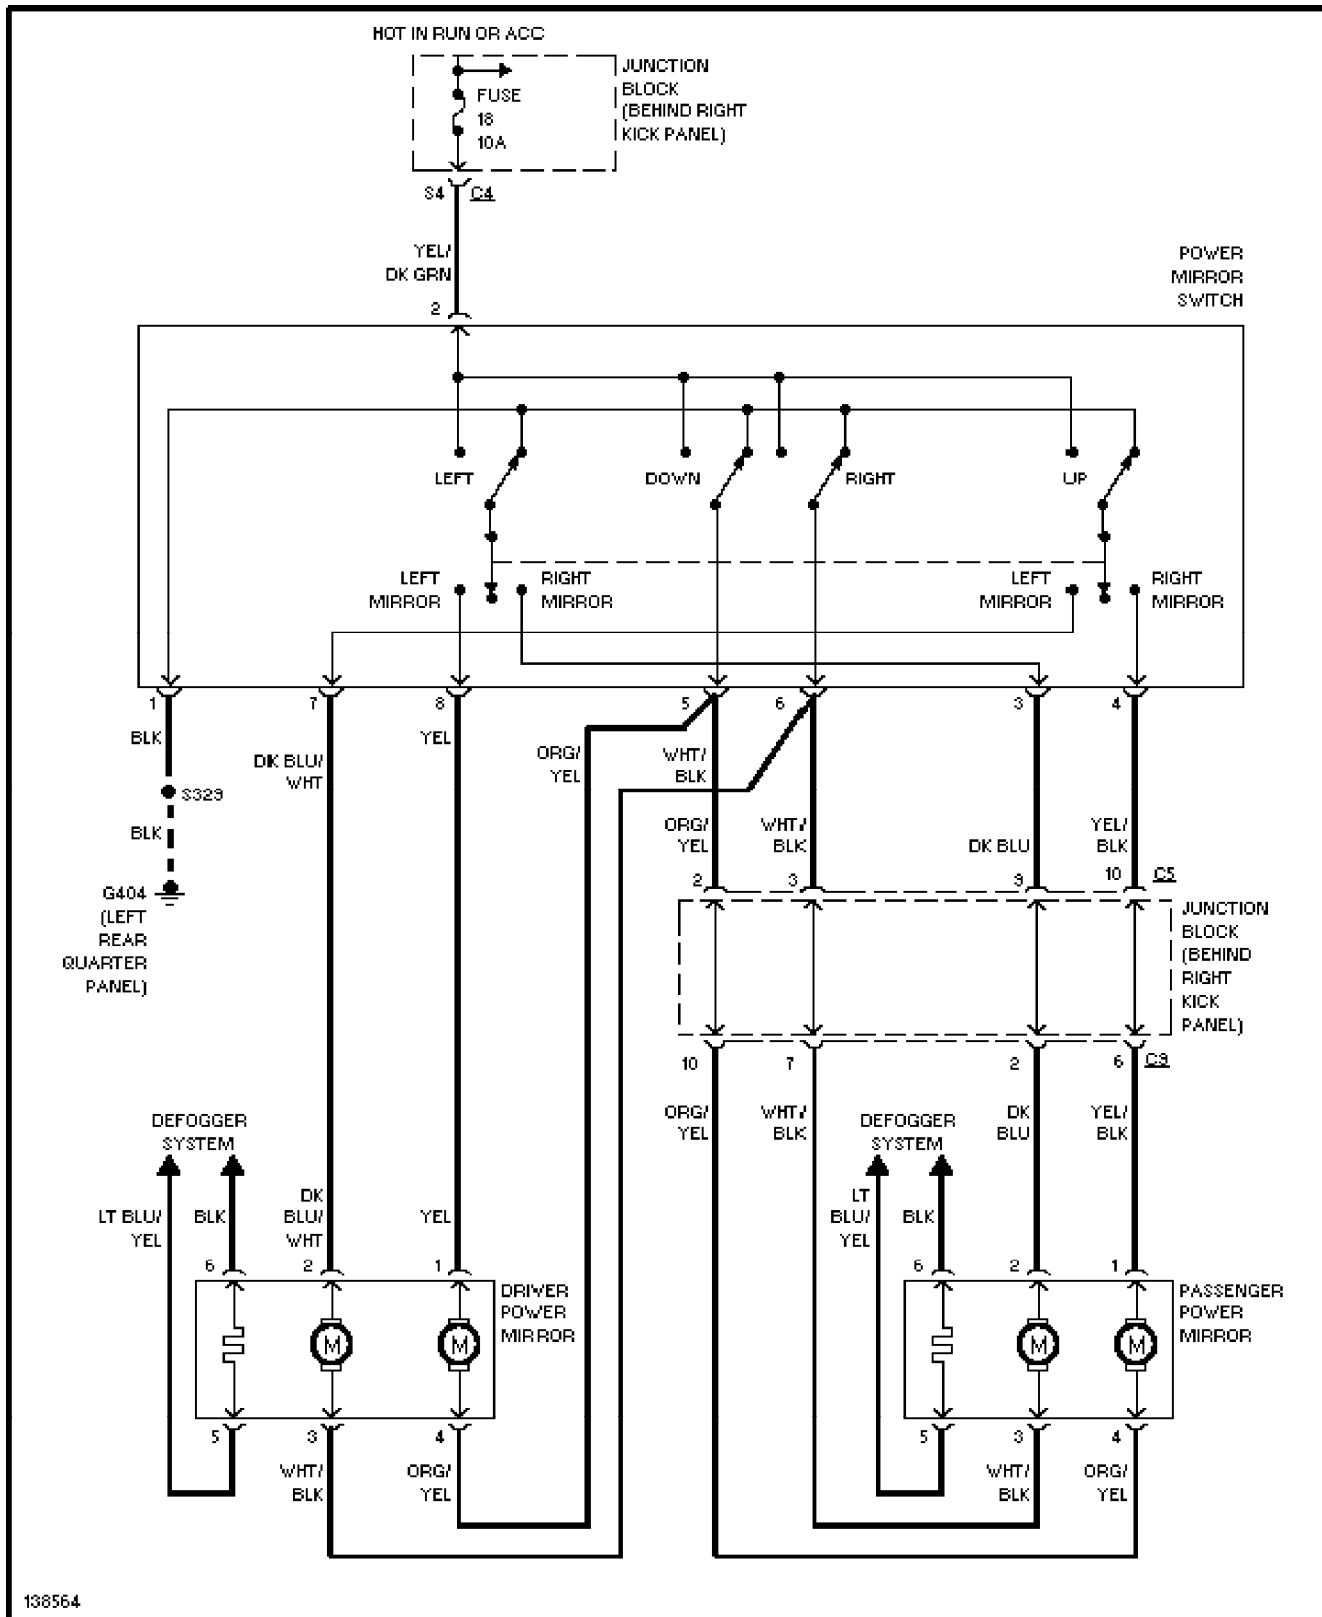 HOT IN RUN OR ACC
JUNCTION
BLOCK
(BEHIND RIGHT
KICK PANEL)
FUSE
18
10A
S4 C4
YEL/
DK GRN
2
POWER
MIRROR
SWITCH
LEFT
DOWN
RIGHT
UP
LEFT
MIRROR
RIGHT
MIRROR
LEFT
MIRROR
RIGHT
MIRROR
1 7 8 5 6 3 4
BLK
DK BLU/
WHT
YEL
ORG/
YEL
WHT/
BLK
S329
BLK
ORG/
YEL
WHT/
BLK
DK BLU
YEL/
BLK
G404
(LEFT
REAR
QUARTER
PANEL)
2 3 9 10 C5
JUNCTION
BLOCK
(BEHIND
RIGHT
KICK
PANEL)
10 7 2 6 C9
ORG/
YEL
WHT/
BLK
DK
BLU
YEL/
BLK
DEFOGGER
SYSTEM
DEFOGGER
SYSTEM
LT BLU/
YEL
BLK
DK
BLU/
WHT
YEL
LT
BLU/
YEL
BLK
6 2 1
6 2 1
DRIVER
POWER
MIRROR
M M
PASSENGER
POWER
MIRROR
M M
5 3 4
5 3 4
WHT/
BLK
ORG/
YEL
WHT/
BLK
ORG/
YEL
138564